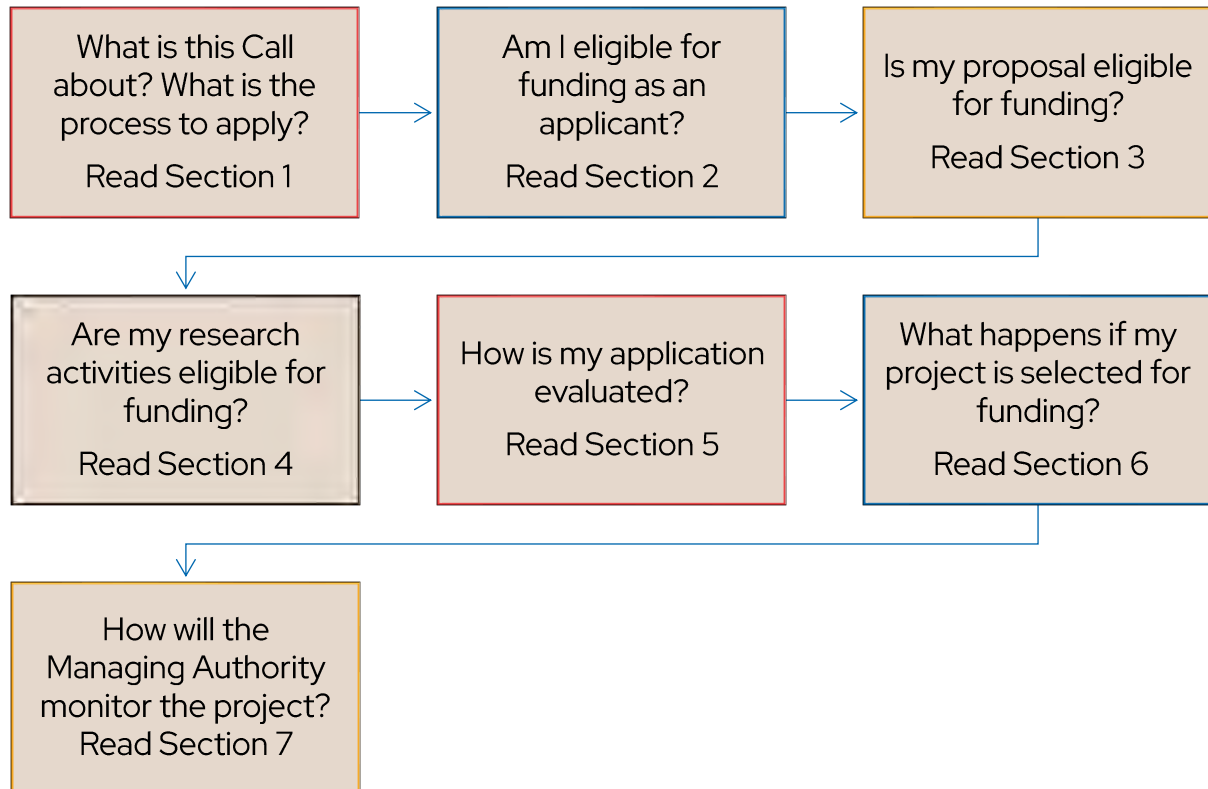 What is this Call
about? What is the
process to apply?
Read Section 1
Am I eligible for
funding as an
applicant?
Read Section 2
Is my proposal eligible
for funding?
Read Section 3
Are my research
activities eligible for
funding?
Read Section 4
How is my application
evaluated?
Read Section 5
What happens if my
project is selected for
funding?
Read Section 6
How will the
Managing Authority
monitor the project?
Read Section 7